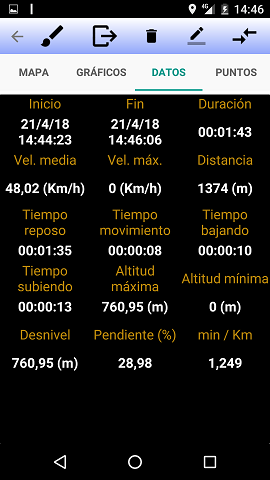 4G 14:46
MAPA GRÁFICOS DATOS PUNTOS
Inicio Fin Duración
21/4/18 21/4/18 00:01:43
14:44:23 14:46:06
Vel. media Vel. máx. Distancia
48,02 (Km/h) 0 (Km/h) 1374 (m)
Tiempo Tiempo Tiempo
reposo movimiento bajando
00:01:35 00:00:08 00:00:10
Tiempo Altitud Altitud mínima
subiendo máxima
00:00:13 760,95 (m) 0 (m)
Desnivel Pendiente (%) min / Km
760,95 (m) 28,98 1,249